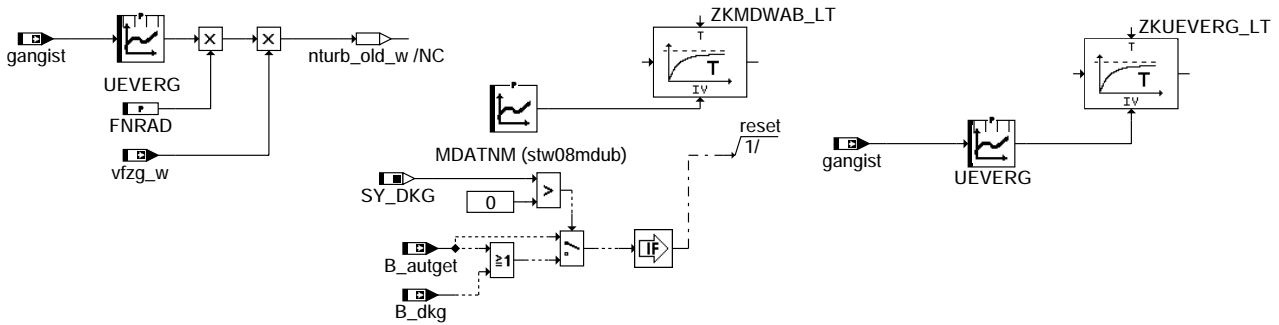 P
gangist
UEVERG
P
FNRAD
vfzg_w
nturb_old_w /NC
ZKMDWAB_LT
T
T
IV
P
MDATNM (stw08mdub)
SY_DKG
0
>
B_autget
≥1
B_dkg
IF
reset
1/
ZKUEVERG_LT
T
T
IV
gangist
P
UEVERG